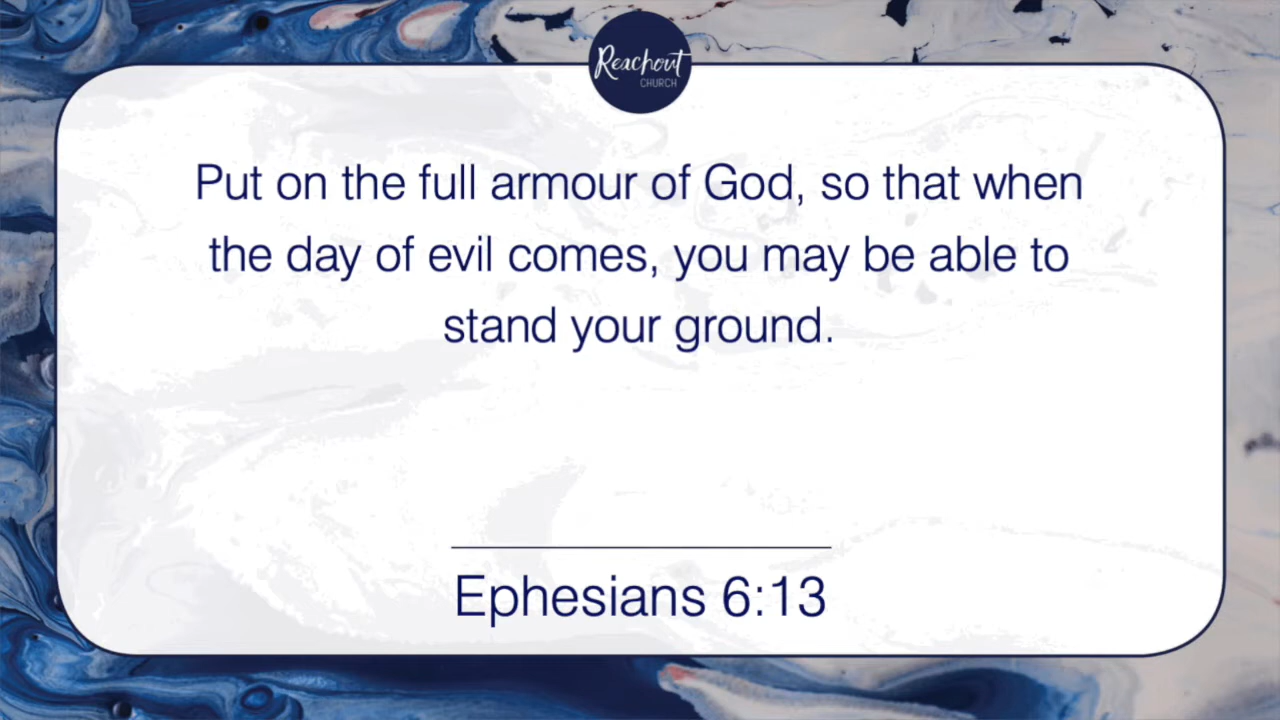 Reachout
CHURCH
Put on the full armour of God, so that when
the day of evil comes, you may be able to
stand your ground.
Ephesians 6:13